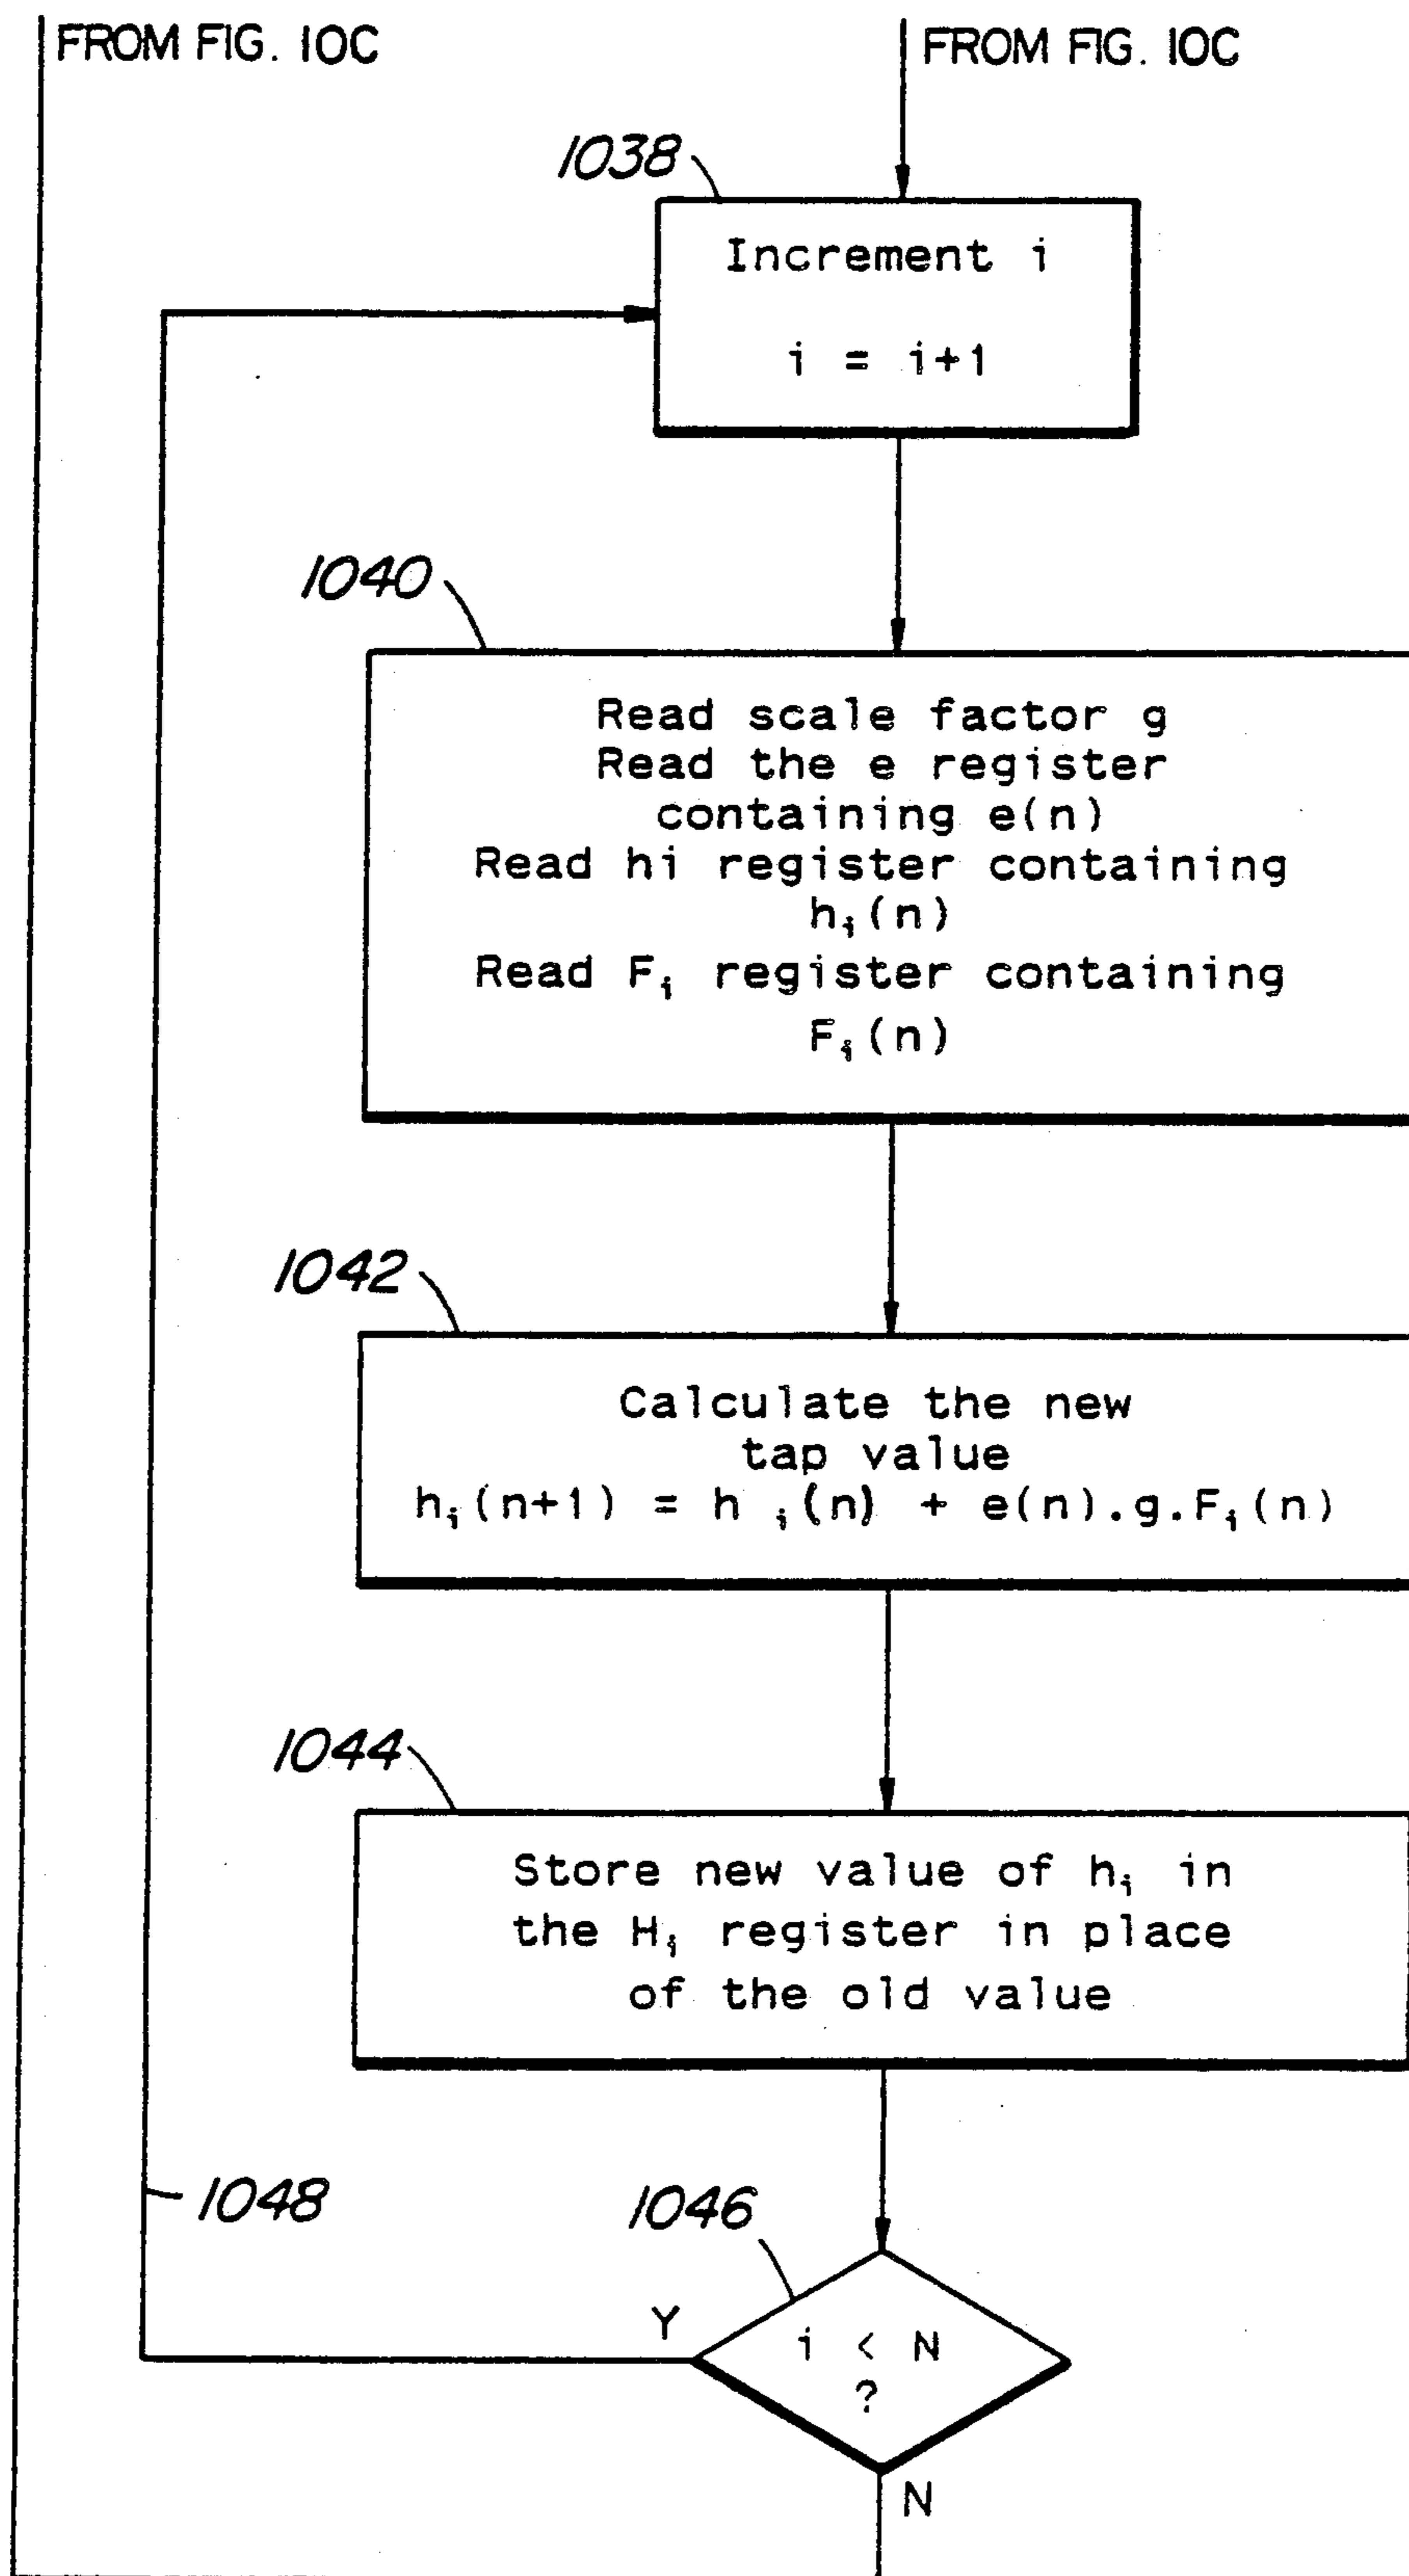 FROM FIG. 10C
FROM FIG. 10C
1038
Increment i
i = i+1
1040
Read scale factor g
Read the e register
containing e(n)
Read hi register containing
hᵢ(n)
Read Fᵢ register containing
Fᵢ(n)
1042
Calculate the new
tap value
hᵢ(n+1) = h ᵢ(n) + e(n).g.Fᵢ(n)
1044
Store new value of hᵢ in
the Hᵢ register in place
of the old value
1048
1046
Y
i < N
?
N